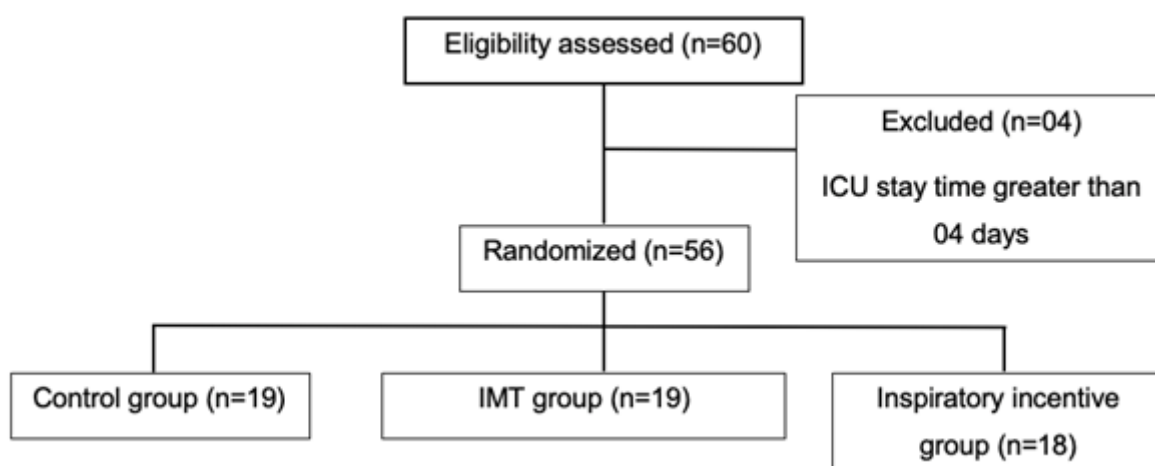 Eligibility assessed (n=60)
Excluded (n=04)
ICU stay time greater than
04 days
Randomized (n=56)
Control group (n=19)
IMT group (n=19)
Inspiratory incentive
group (n=18)